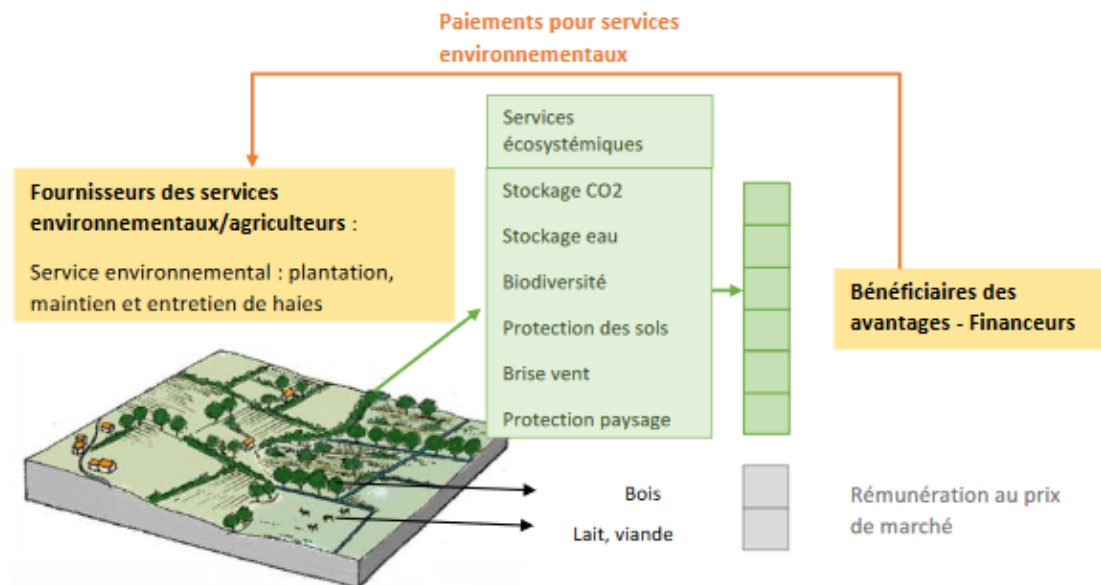 Paiements pour services
environnementaux
Services
écosystémiques
Fournisseurs des services
environnementaux/agriculteurs :
Service environnemental : plantation,
maintien et entretien de haies
Stockage CO2
Stockage eau
Biodiversité
Protection des sols
Brise vent
Protection paysage
Bénéficiaires des
avantages - Financeurs
Bois
Lait, viande
Rémunération au prix
de marché